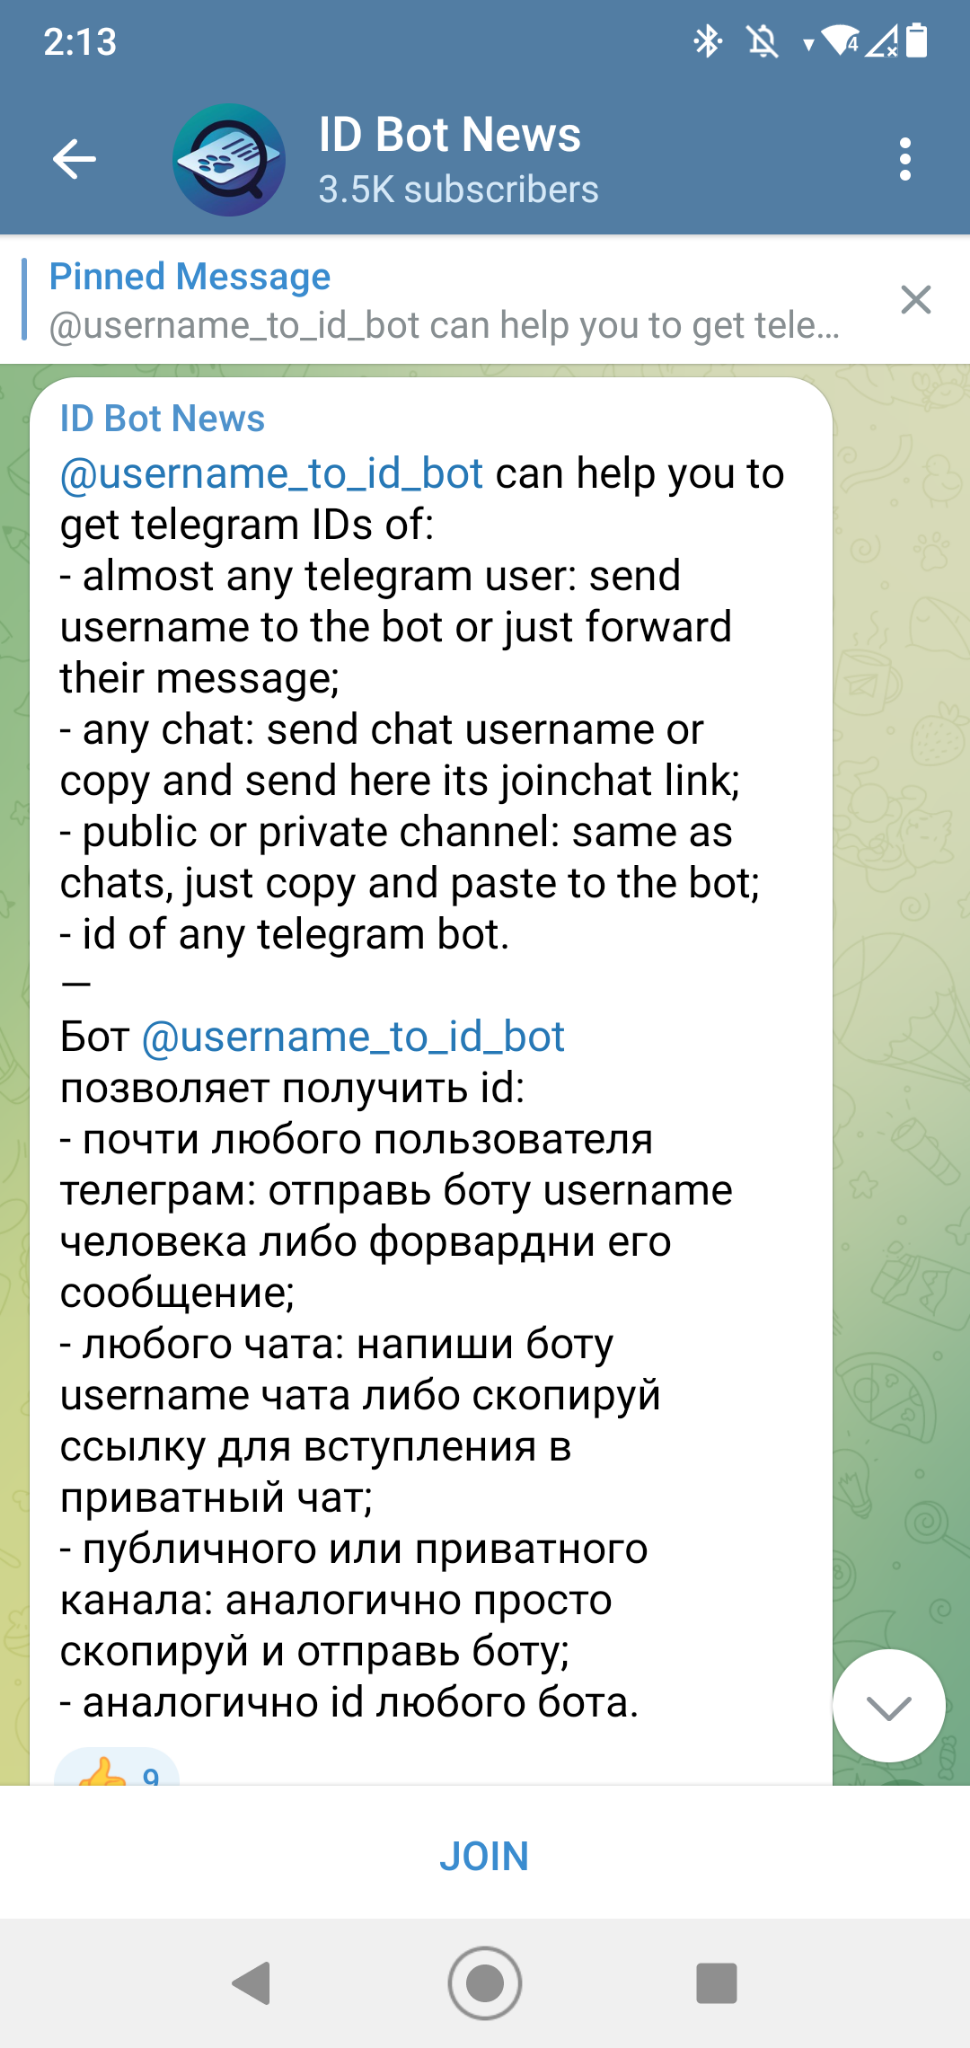 2:13
4
ID Bot News
3.5K subscribers
Pinned Message
@username_to_id_bot can help you to get tele...
ID Bot News
@username_to_id_bot can help you to
get telegram IDs of:
- almost any telegram user: send
username to the bot or just forward
their message;
- any chat: send chat username or
copy and send here its joinchat link;
- public or private channel: same as
chats, just copy and paste to the bot;
- id of any telegram bot.
—
Бот @username_to_id_bot
позволяет получить id:
- почти любого пользователя
телеграм: отправь боту username
человека либо форвардни его
сообщение;
- любого чата: напиши боту
username чата либо скопируй
ссылку для вступления в
приватный чат;
- публичного или приватного
канала: аналогично просто
скопируй и отправь боту;
- аналогично id любого бота.
9
JOIN